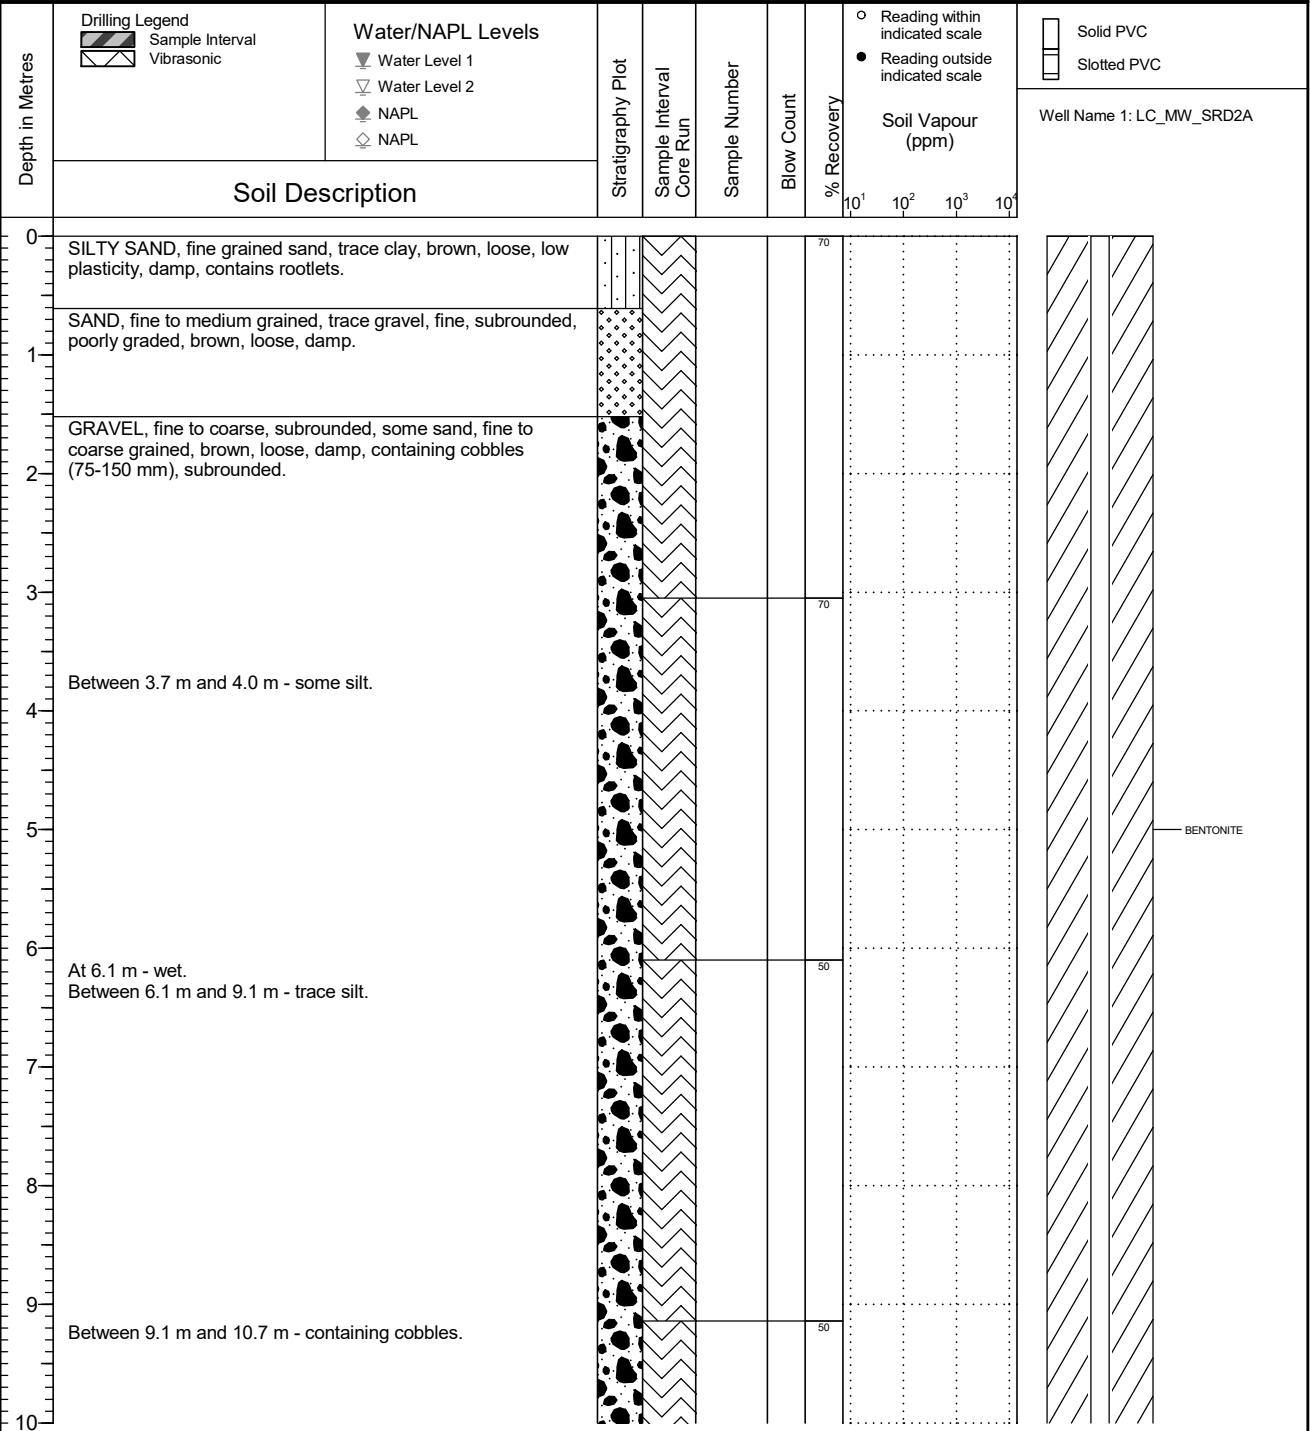 Depth in Metres
Drilling Legend
Sample Interval
Vibrasonic
Water/NAPL Levels
Water Level 1
Water Level 2
NAPL
NAPL
Soil Description
Stratigraphy Plot
Sample Interval
Core Run
Sample Number
Blow Count
% Recovery
Reading within
indicated scale
Reading outside
indicated scale
Soil Vapour
(ppm)
10¹ 10² 10³ 10⁴
Solid PVC
Slotted PVC
Well Name 1: LC_MW_SRD2A
0
SILTY SAND, fine grained sand, trace clay, brown, loose, low
plasticity, damp, contains rootlets.
70
SAND, fine to medium grained, trace gravel, fine, subrounded,
poorly graded, brown, loose, damp.
1
GRAVEL, fine to coarse, subrounded, some sand, fine to
coarse grained, brown, loose, damp, containing cobbles
(75-150 mm), subrounded.
2
3
70
Between 3.7 m and 4.0 m - some silt.
4
5
BENTONITE
6
At 6.1 m - wet.
50
Between 6.1 m and 9.1 m - trace silt.
7
8
9
Between 9.1 m and 10.7 m - containing cobbles.
50
10